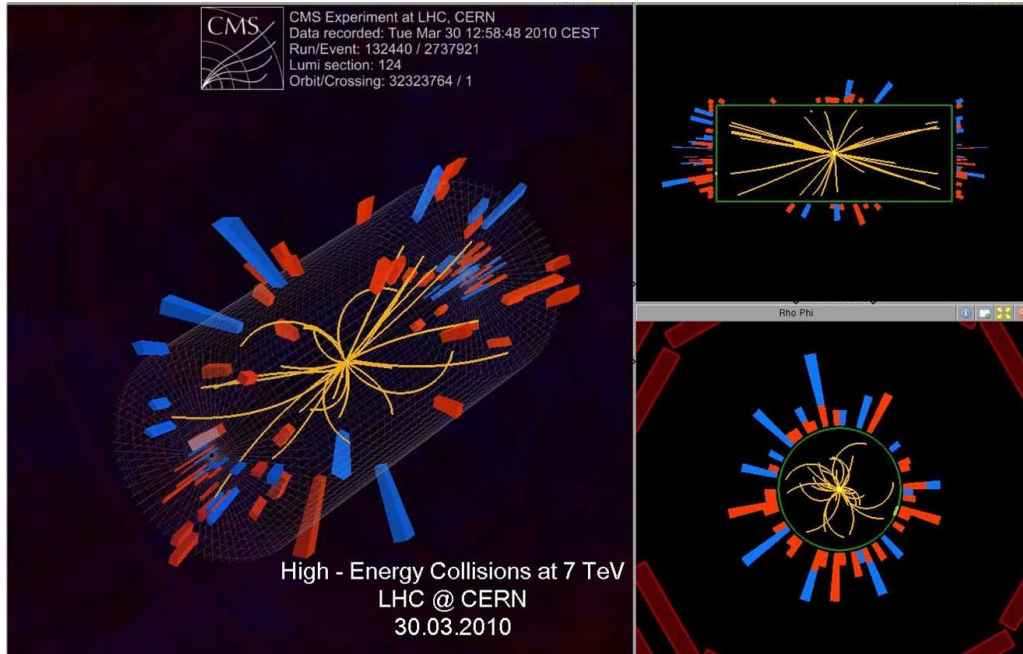 CMS
CMS Experiment at LHC, CERN
Data recorded: Tue Mar 30 12:58:48 2010 CEST
Run/Event: 132440 / 2737921
Lumi section: 124
Orbit/Crossing: 32323764 / 1
Rho Phi
High - Energy Collisions at 7 TeV
LHC @ CERN
30.03.2010